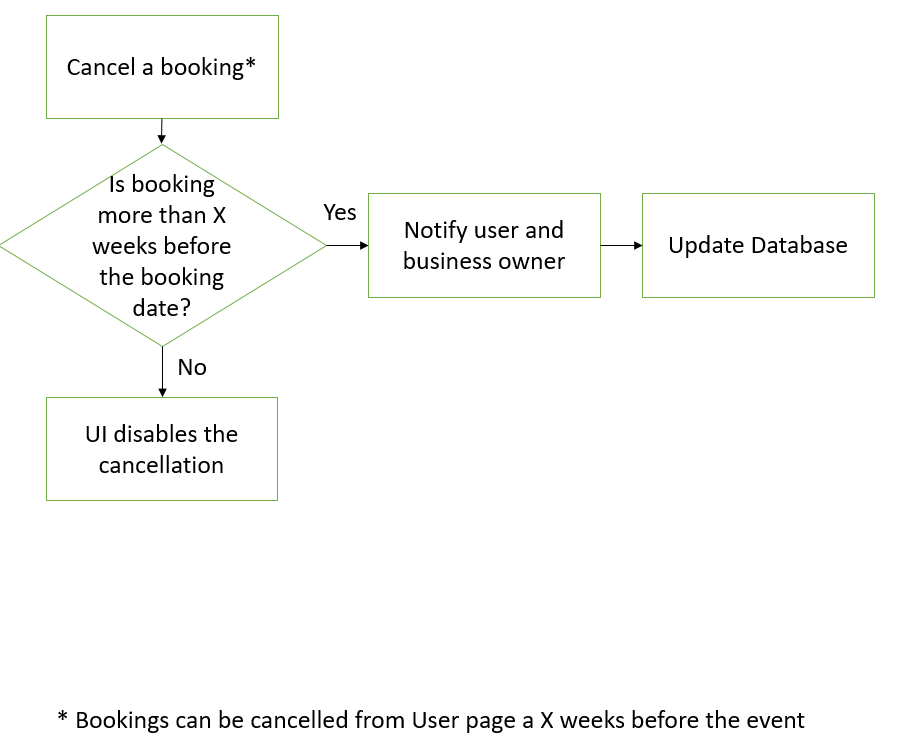 Cancel a booking*
Is booking
more than X
weeks before
the booking
date?
Yes
Notify user and
business owner
Update Database
No
UI disables the
cancellation
* Bookings can be cancelled from User page a X weeks before the event